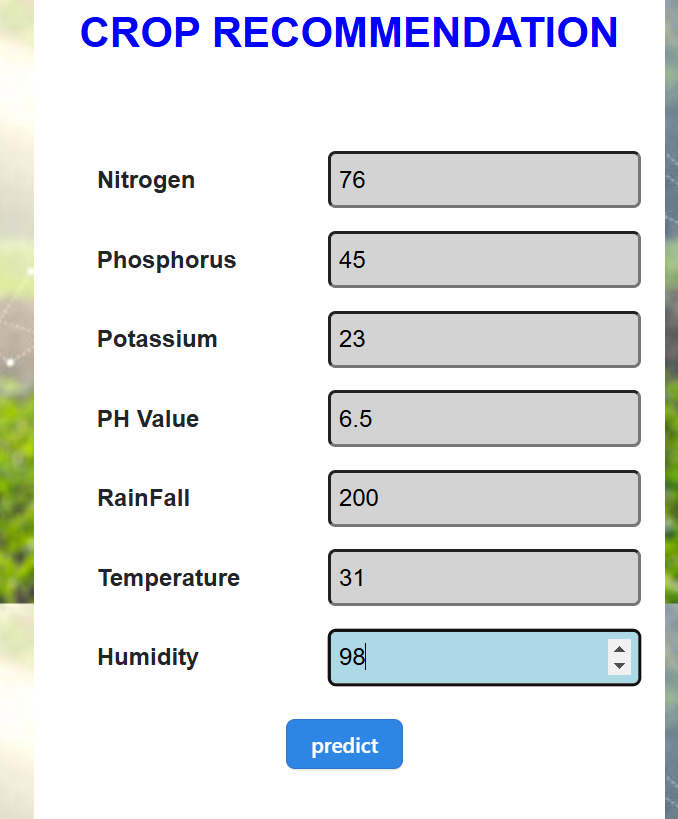 CROP RECOMMENDATION
Nitrogen 76
Phosphorus 45
Potassium 23
PH Value 6.5
RainFall 200
Temperature 31
Humidity 98
predict